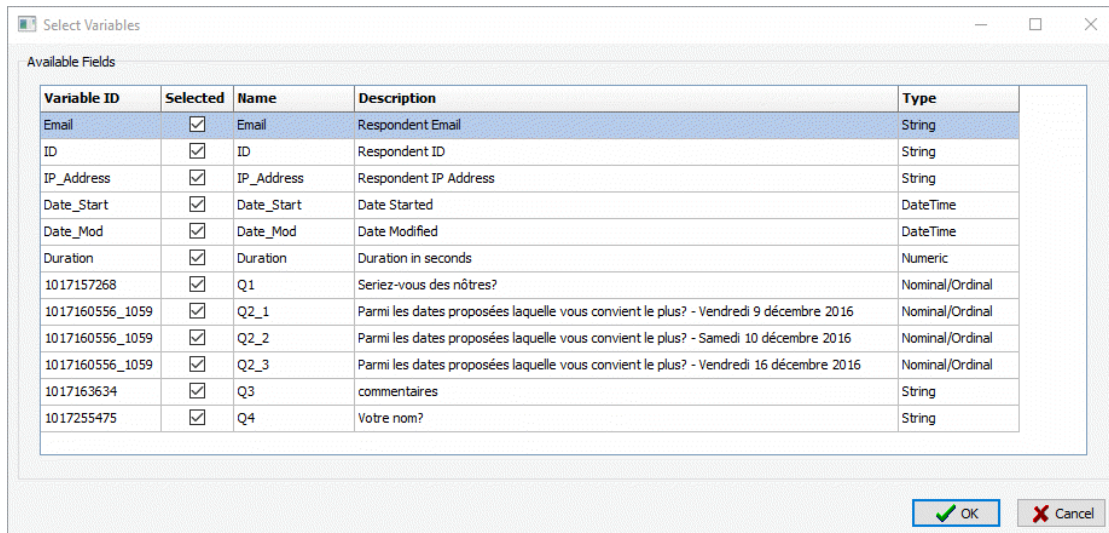 Select Variables
Available Fields
Variable ID Selected Name Description Type
Email Email Respondent Email String
ID ID Respondent ID String
IP_Address IP_Address Respondent IP Address String
Date_Start Date_Start Date Started DateTime
Date_Mod Date_Mod Date Modified DateTime
Duration Duration Duration in seconds Numeric
1017157268 Q1 Seriez-vous des nôtres? Nominal/Ordinal
1017160556_1059 Q2_1 Parmi les dates proposées laquelle vous convient le plus? - Vendredi 9 décembre 2016 Nominal/Ordinal
1017160556_1059 Q2_2 Parmi les dates proposées laquelle vous convient le plus? - Samedi 10 décembre 2016 Nominal/Ordinal
1017160556_1059 Q2_3 Parmi les dates proposées laquelle vous convient le plus? - Vendredi 16 décembre 2016 Nominal/Ordinal
1017163634 Q3 commentaires String
1017255475 Q4 Votre nom? String
OK Cancel